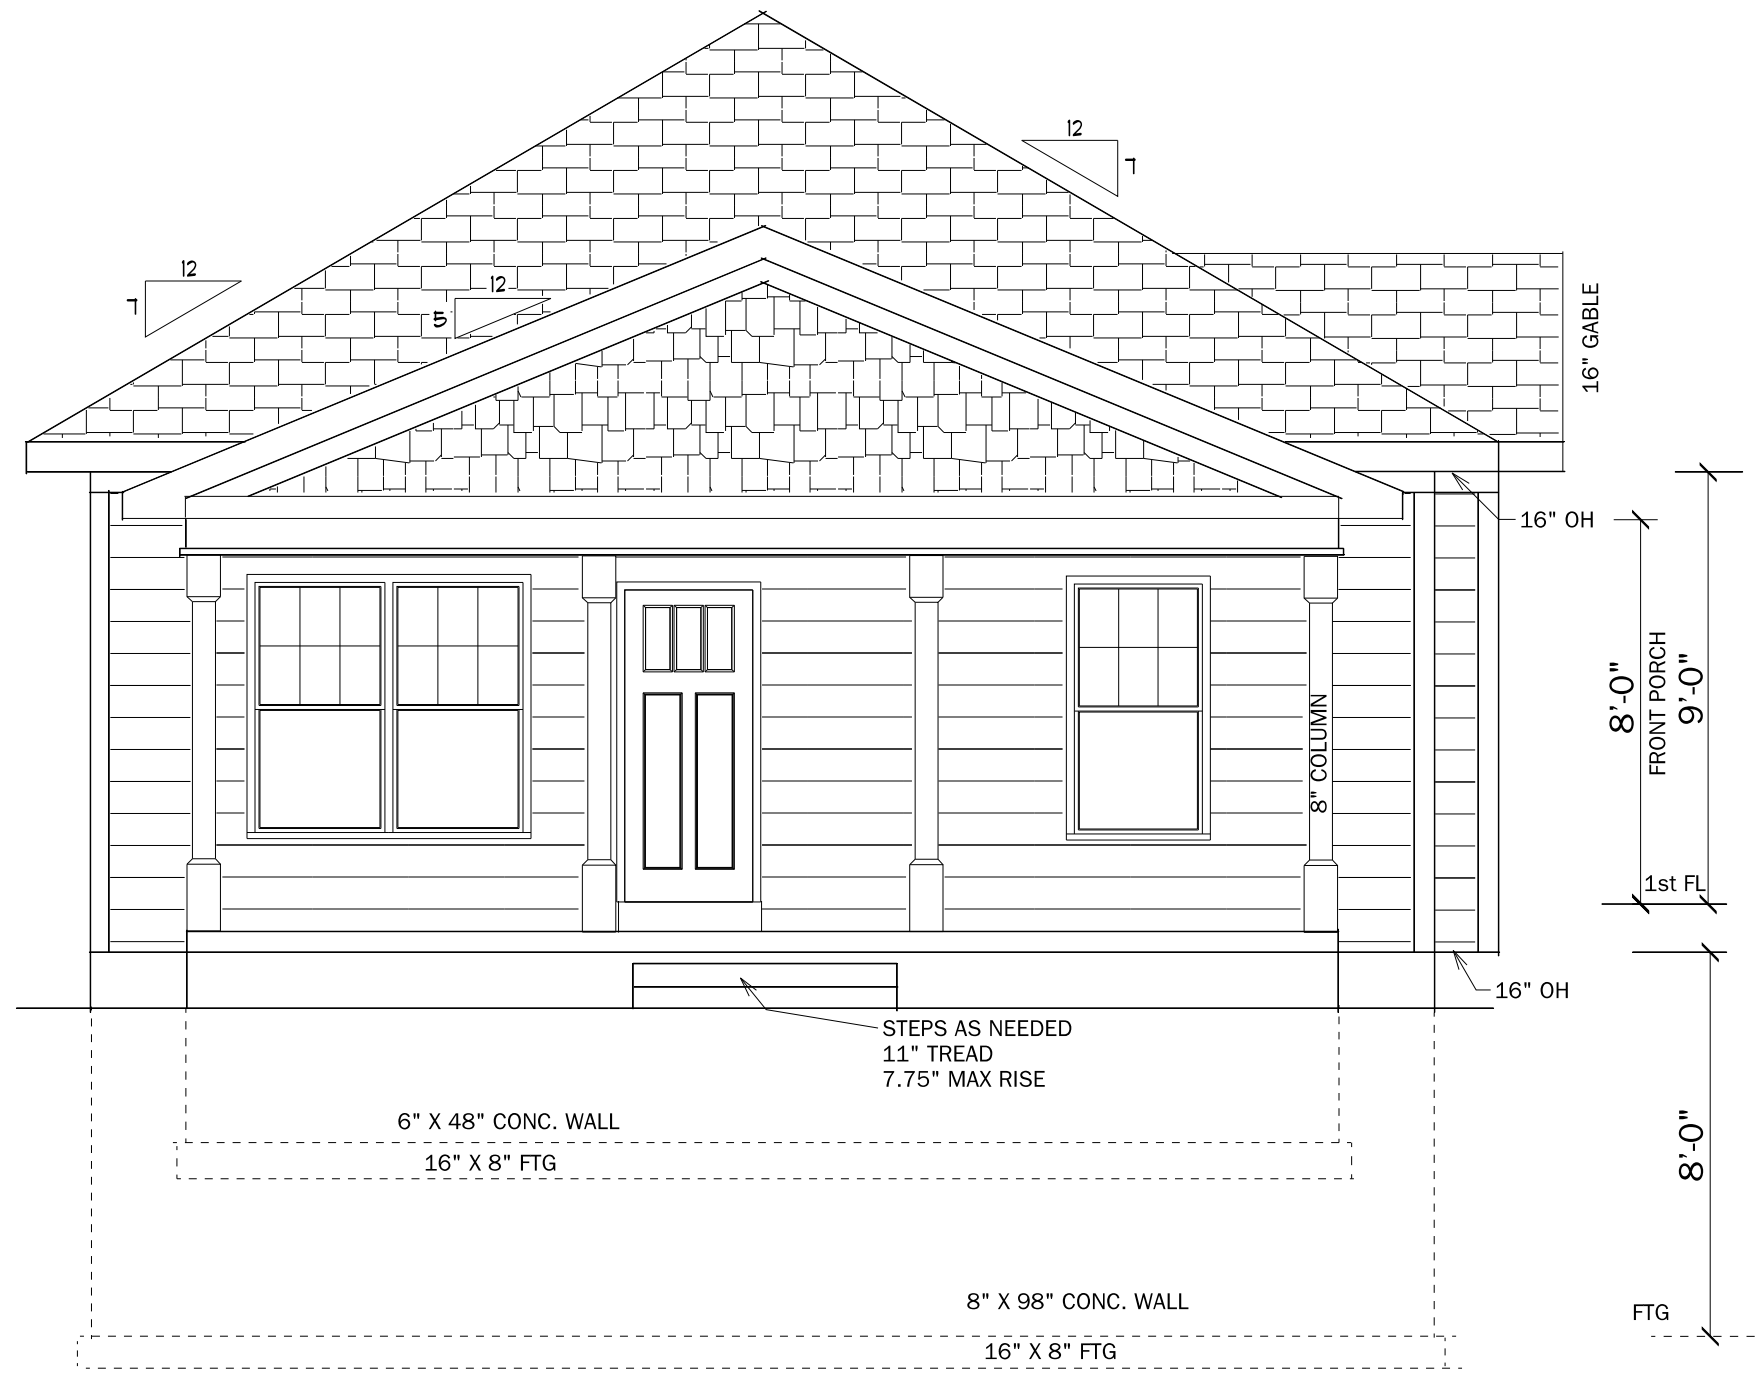 12
7
12
7
12
5
16" GABLE
16" OH
8'-0"
FRONT PORCH
9'-0"
8" COLUMN
1st FL
16" OH
STEPS AS NEEDED
11" TREAD
7.75" MAX RISE
6" X 48" CONC. WALL
16" X 8" FTG
8'-0"
8" X 98" CONC. WALL
FTG
16" X 8" FTG